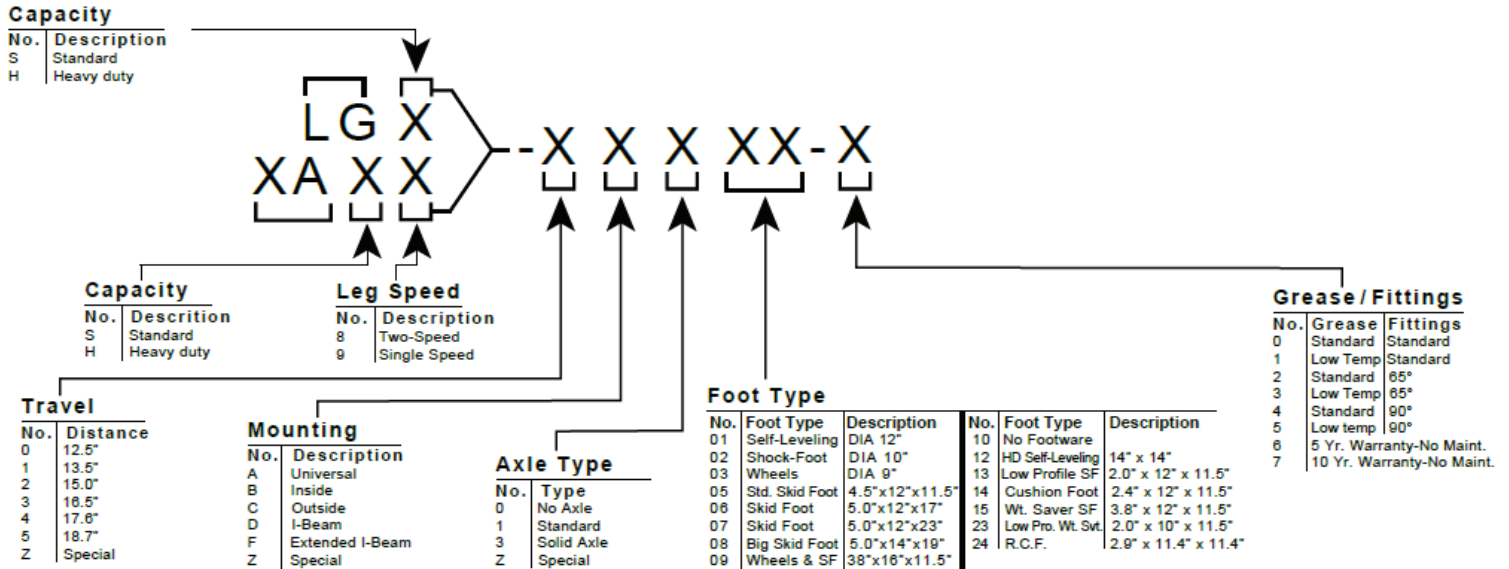 Capacity
No. Description
S Standard
H Heavy duty
LG X
XA X X
- X X X XX - X
Capacity
No. Descrition
S Standard
H Heavy duty
Leg Speed
No. Description
8 Two-Speed
9 Single Speed
Travel
No. Distance
0 12.5"
1 13.5"
2 15.0"
3 16.5"
4 17.6"
5 18.7"
Z Special
Mounting
No. Description
A Universal
B Inside
C Outside
D I-Beam
F Extended I-Beam
Z Special
Axle Type
No. Type
0 No Axle
1 Standard
3 Solid Axle
Z Special
Foot Type
No. Foot Type Description
01 Self-Leveling DIA 12"
02 Shock-Foot DIA 10"
03 Wheels DIA 9"
05 Std. Skid Foot 4.5"x12"x11.5"
06 Skid Foot 5.0"x12"x17"
07 Skid Foot 5.0"x12"x23"
08 Big Skid Foot 5.0"x14"x19"
09 Wheels & SF 38"x16"x11.5"
No. Foot Type Description
10 No Footware
12 HD Self-Leveling 14" x 14"
13 Low Profile SF 2.0" x 12" x 11.5"
14 Cushion Foot 2.4" x 12" x 11.5"
15 Wt. Saver SF 3.8" x 12" x 11.5"
23 Low Pro. Wt. Svt. 2.0" x 10" x 11.5"
24 R.C.F. 2.9" x 11.4" x 11.4"
Grease/Fittings
No. Grease Fittings
0 Standard Standard
1 Low Temp Standard
2 Standard 65°
3 Low Temp 65°
4 Standard 90°
5 Low temp 90°
6 5 Yr. Warranty-No Maint.
7 10 Yr. Warranty-No Maint.